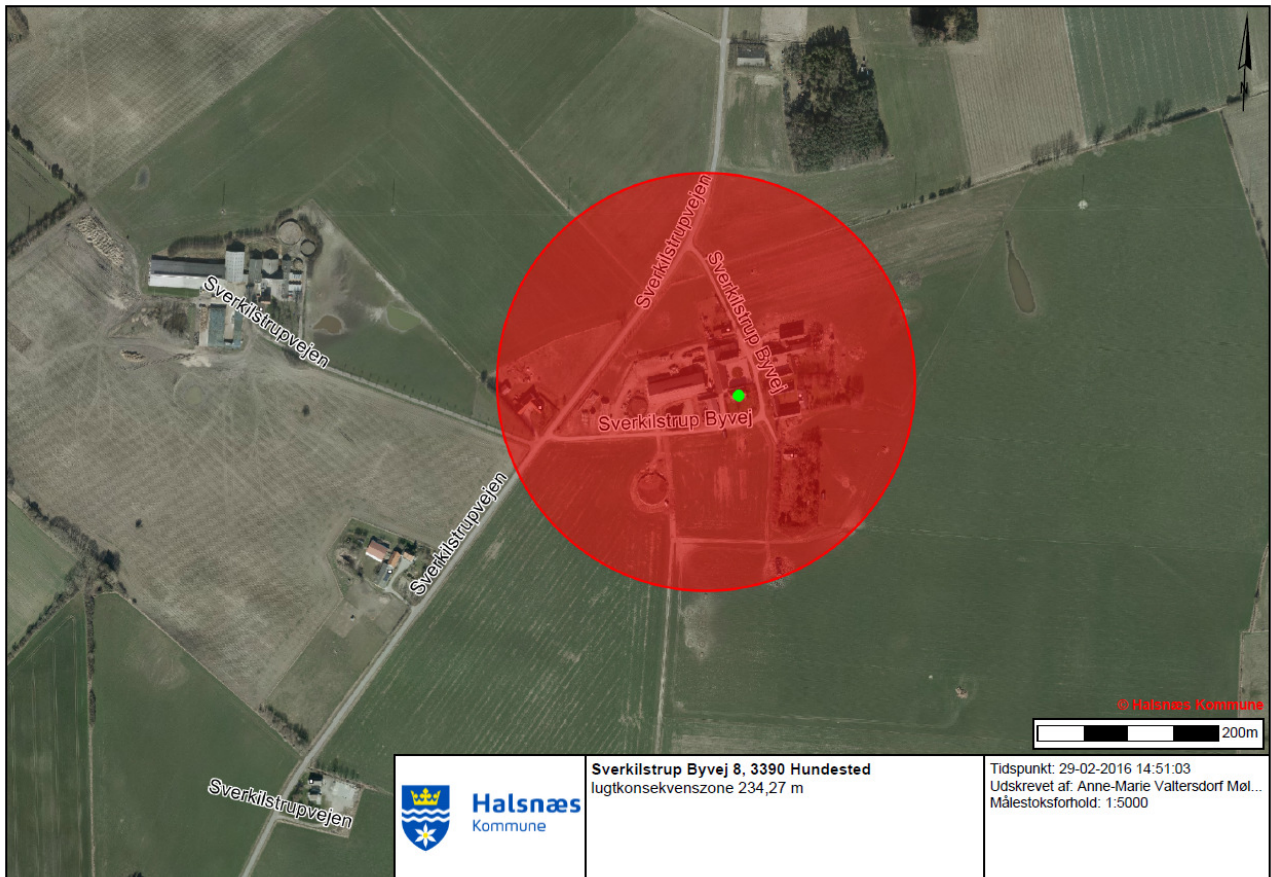 N
Sverkilstrupvejen
Sverkilstrup Byvej
Sverkilstrupvejen
Sverkilstrup Byvej
Sverkilstrupvejen
Sverkilstrupvejen
© Halsnæs Kommune
200m
Halsnæs
Kommune
Sverkilstrup Byvej 8, 3390 Hundested
lugtkonsekvenszone 234,27 m
Tidspunkt: 29-02-2016 14:51:03
Udskrevet af: Anne-Marie Valtersdorf Møl...
Målestoksforhold: 1:5000